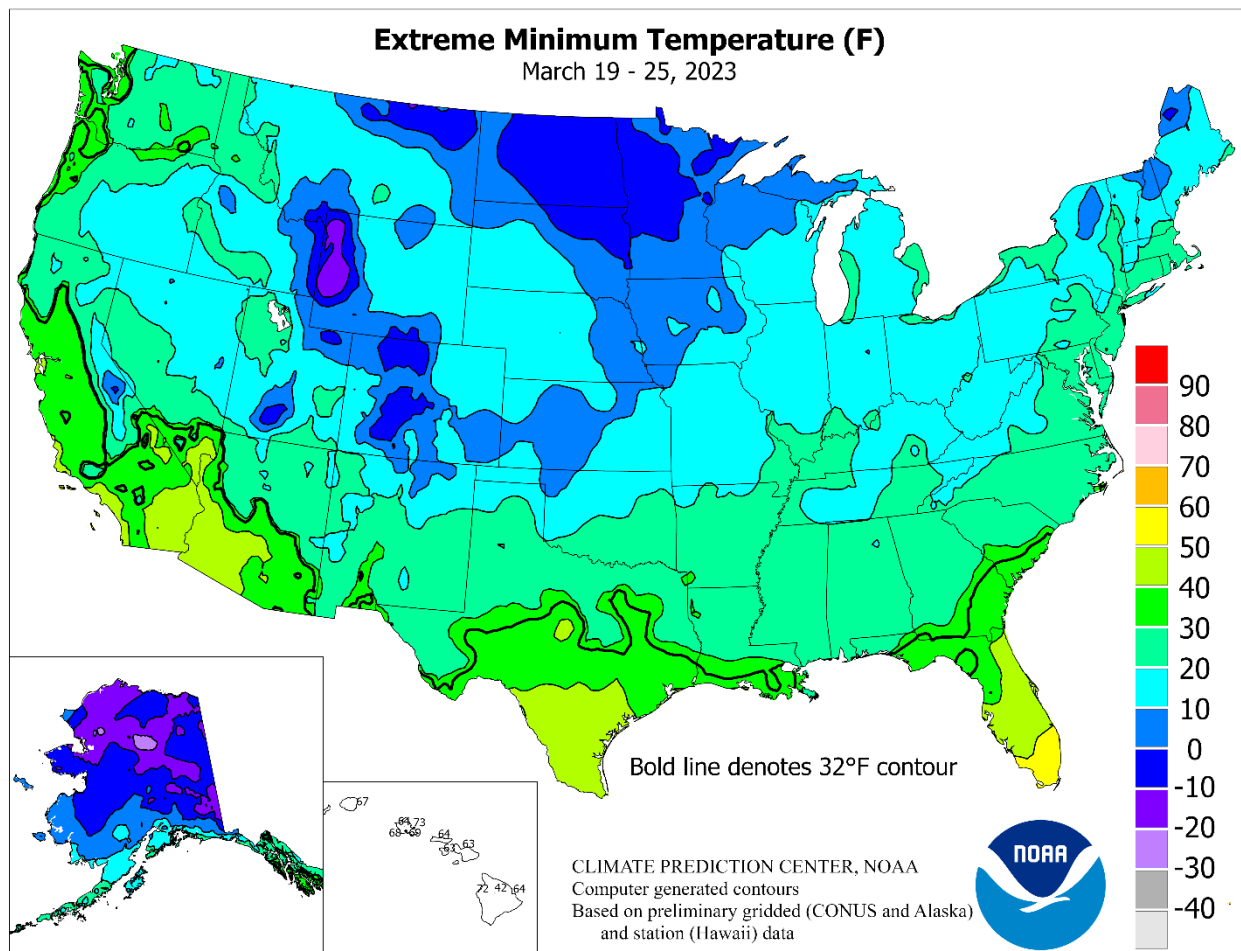 Extreme Minimum Temperature (F)
March 19 - 25, 2023
90
80
70
60
50
40
30
20
10
0
-10
-20
-30
-40
Bold line denotes 32°F contour
67
64 73
68 69
64
63
63
72 42 64
CLIMATE PREDICTION CENTER, NOAA
Computer generated contours
Based on preliminary gridded (CONUS and Alaska)
and station (Hawaii) data
NOAA